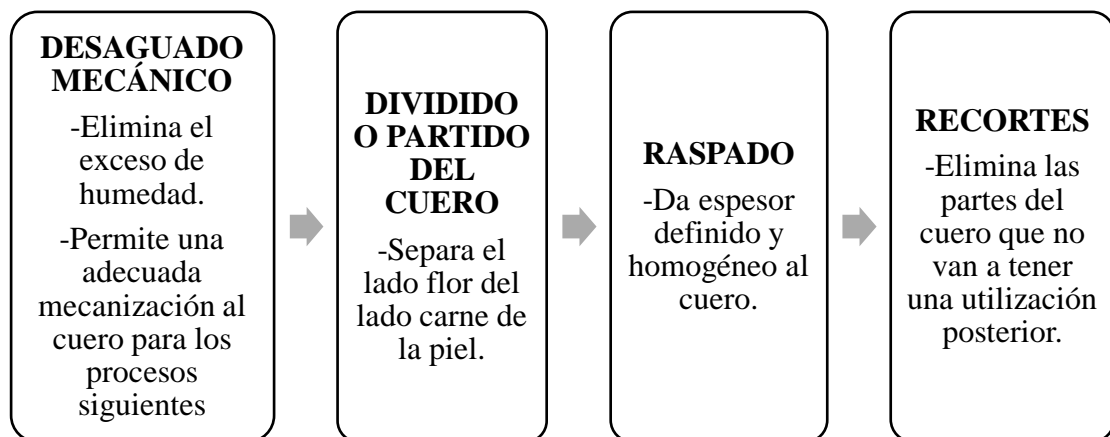 DESAGUADO
MECÁNICO
-Elimina el
exceso de
humedad.
-Permite una
adecuada
mecanización al
cuero para los
procesos
siguientes
DIVIDIDO
O PARTIDO
DEL
CUERO
-Separa el
lado flor del
lado carne de
la piel.
RASPADO
-Da espesor
definido y
homogéneo al
cuero.
RECORTES
-Elimina las
partes del
cuero que no
van a tener
una utilización
posterior.